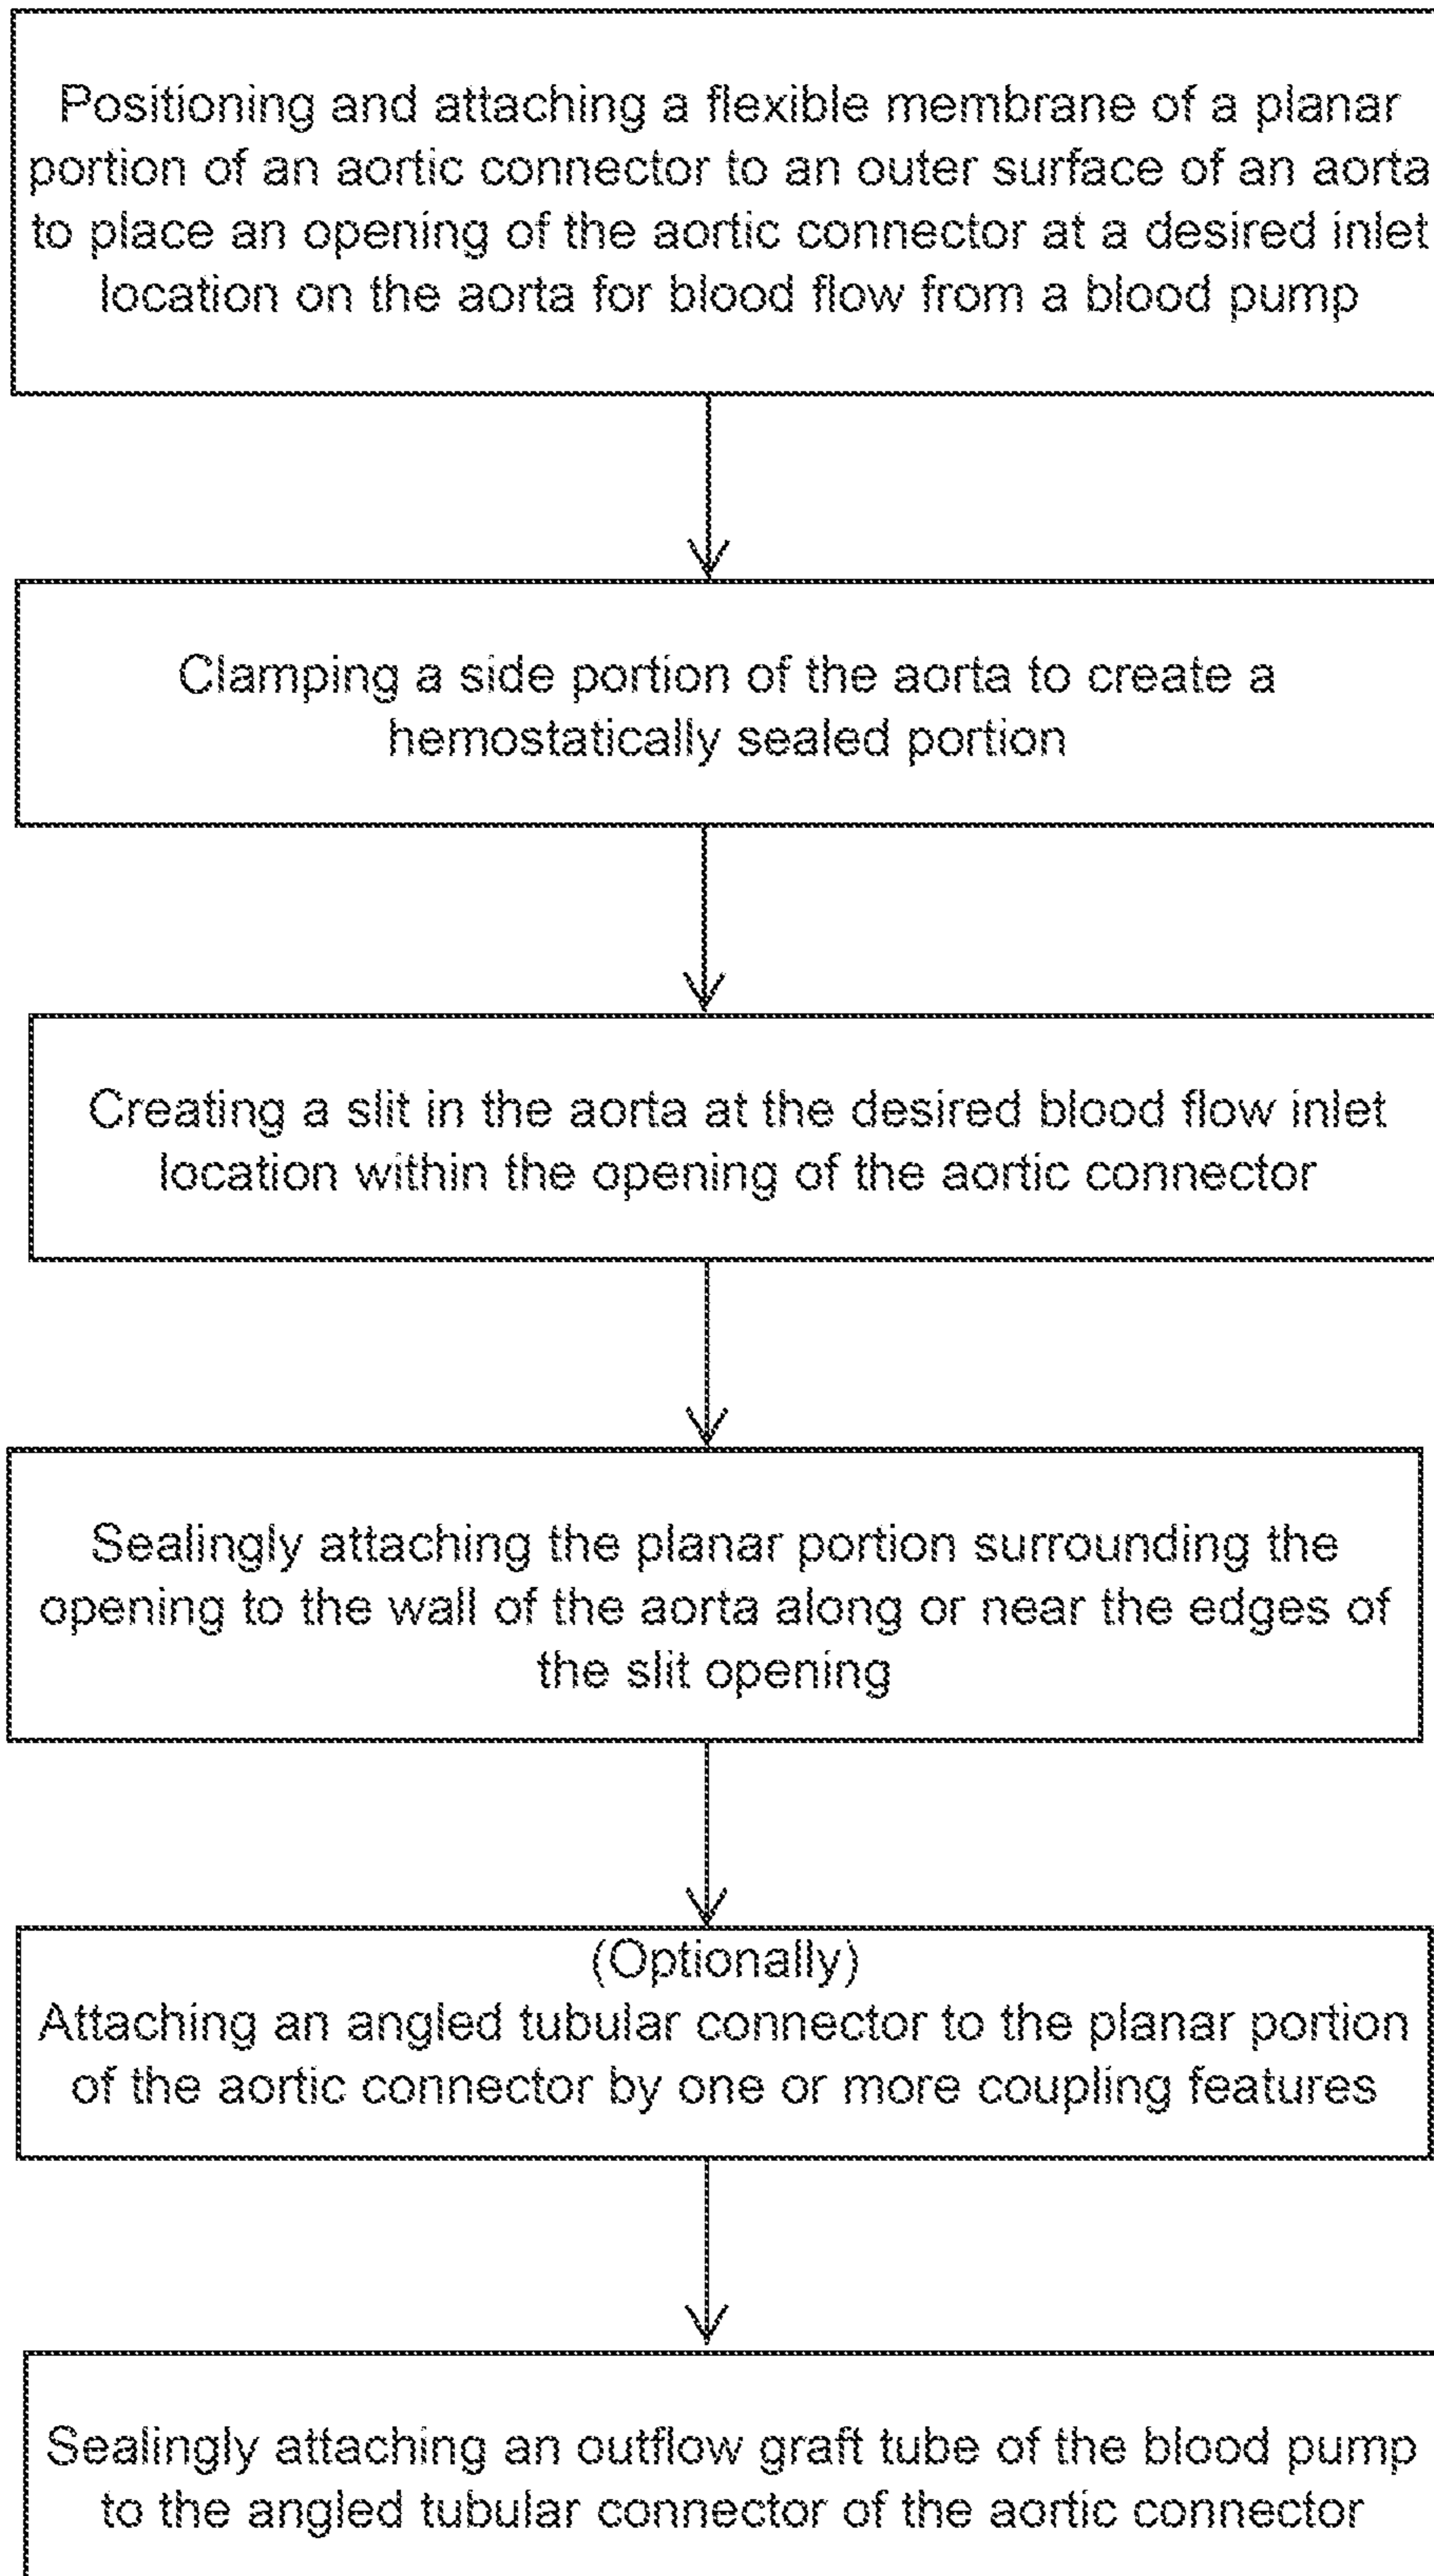 Positioning and attaching a flexible membrane of a planar
portion of an aortic connector to an outer surface of an aorta
to place an opening of the aortic connector at a desired inlet
location on the aorta for blood flow from a blood pump
Clamping a side portion of the aorta to create a
hemostatically sealed portion
Creating a slit in the aorta at the desired blood flow inlet
location within the opening of the aortic connector
Sealingly attaching the planar portion surrounding the
opening to the wall of the aorta along or near the edges of
the slit opening
(Optionally)
Attaching an angled tubular connector to the planar portion
of the aortic connector by one or more coupling features
Sealingly attaching an outflow graft tube of the blood pump
to the angled tubular connector of the aortic connector